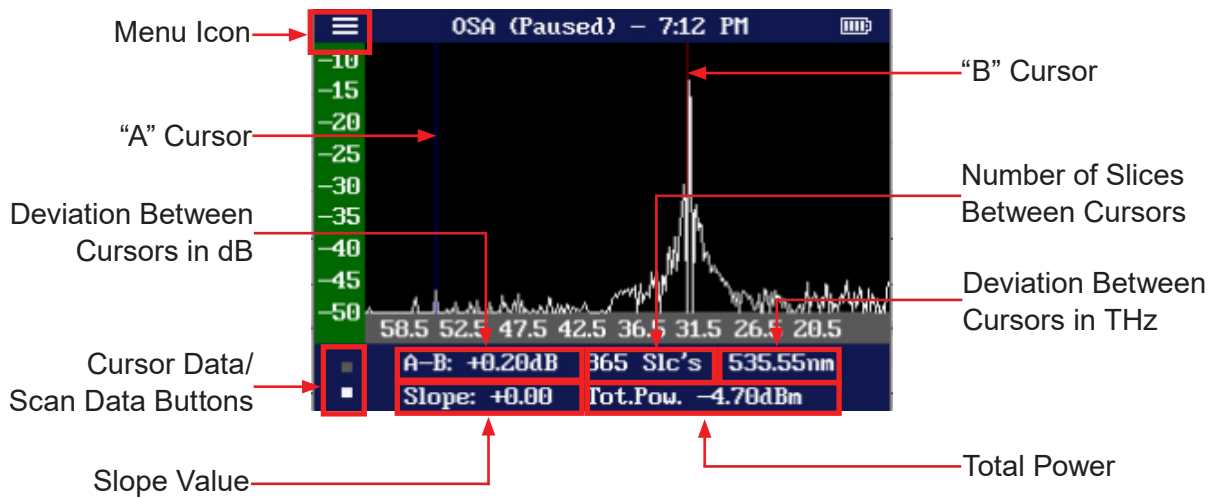 Menu Icon
OSA (Paused) – 7:12 PM
"A" Cursor
"B" Cursor
Deviation Between
Cursors in dB
Number of Slices
Between Cursors
Deviation Between
Cursors in THz
Cursor Data/
Scan Data Buttons
Slope Value
Total Power
-10
-15
-20
-25
-30
-35
-40
-45
-50
58.5 52.5 47.5 42.5 36.5 31.5 26.5 20.5
A-B: +0.20dB 365 Slc's 535.55nm
Slope: +0.00 Tot.Pow. -4.70dBm